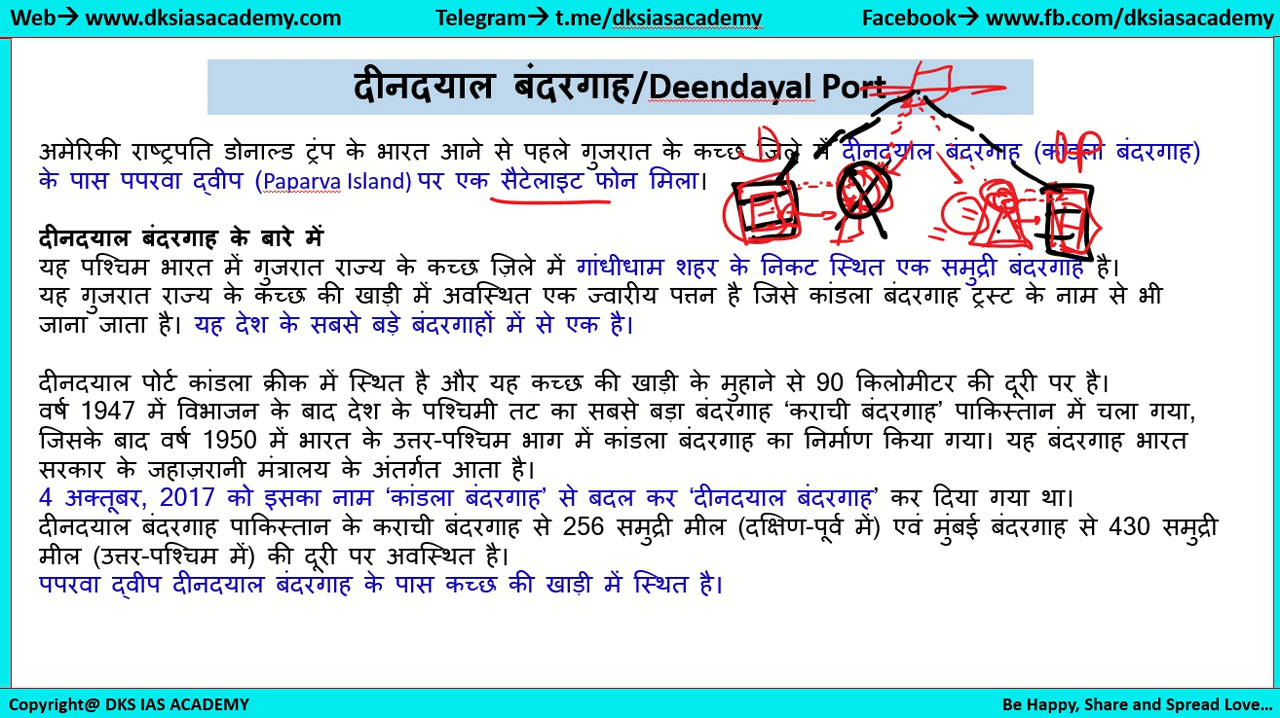 Web→ www.dksiasacademy.com Telegram→ t.me/dksiasacademy Facebook→ www.fb.com/dksiasacademy
दीनदयाल बंदरगाह/Deendayal Port
अमेरिकी राष्ट्रपति डोनाल्ड ट्रंप के भारत आने से पहले गुजरात के कच्छ ज़िले में दीनदयाल बंदरगाह (कांडला बंदरगाह)
के पास पपरवा द्वीप (Paparva Island) पर एक सैटेलाइट फोन मिला।
दीनदयाल बंदरगाह के बारे में
यह पश्चिम भारत में गुजरात राज्य के कच्छ ज़िले में गांधीधाम शहर के निकट स्थित एक समुद्री बंदरगाह है।
यह गुजरात राज्य के कच्छ की खाड़ी में अवस्थित एक ज्वारीय पत्तन है जिसे कांडला बंदरगाह ट्रस्ट के नाम से भी
जाना जाता है। यह देश के सबसे बड़े बंदरगाहों में से एक है।
दीनदयाल पोर्ट कांडला क्रीक में स्थित है और यह कच्छ की खाड़ी के मुहाने से 90 किलोमीटर की दूरी पर है।
वर्ष 1947 में विभाजन के बाद देश के पश्चिमी तट का सबसे बड़ा बंदरगाह ‘कराची बंदरगाह’ पाकिस्तान में चला गया,
जिसके बाद वर्ष 1950 में भारत के उत्तर-पश्चिम भाग में कांडला बंदरगाह का निर्माण किया गया। यह बंदरगाह भारत
सरकार के जहाज़रानी मंत्रालय के अंतर्गत आता है।
4 अक्तूबर, 2017 को इसका नाम ‘कांडला बंदरगाह’ से बदल कर ‘दीनदयाल बंदरगाह’ कर दिया गया था।
दीनदयाल बंदरगाह पाकिस्तान के कराची बंदरगाह से 256 समुद्री मील (दक्षिण-पूर्व में) एवं मुंबई बंदरगाह से 430 समुद्री
मील (उत्तर-पश्चिम में) की दूरी पर अवस्थित है।
पपरवा द्वीप दीनदयाल बंदरगाह के पास कच्छ की खाड़ी में स्थित है।
Copyright@ DKS IAS ACADEMY Be Happy, Share and Spread Love…